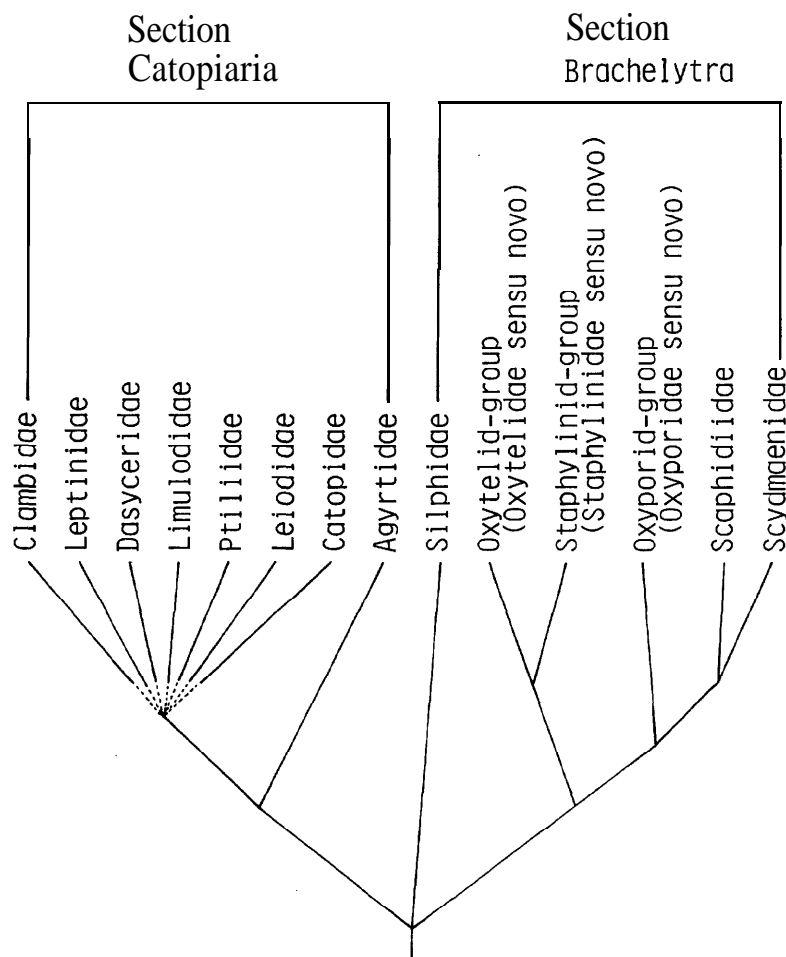 Section
Catopiaria
Section
Brachelytra
Clambidae
Leptinidae
Dasyceridae
Limulodidae
Ptiliidae
Leiodidae
Catopidae
Agyrtidae
Silphidae
Oxytelid-group
(Oxytelidae sensu novo)
Staphylinid-group
(Staphylinidae sensu novo)
Oxyporid-group
(Oxyporidae sensu novo)
Scaphidiidae
Scydmaenidae